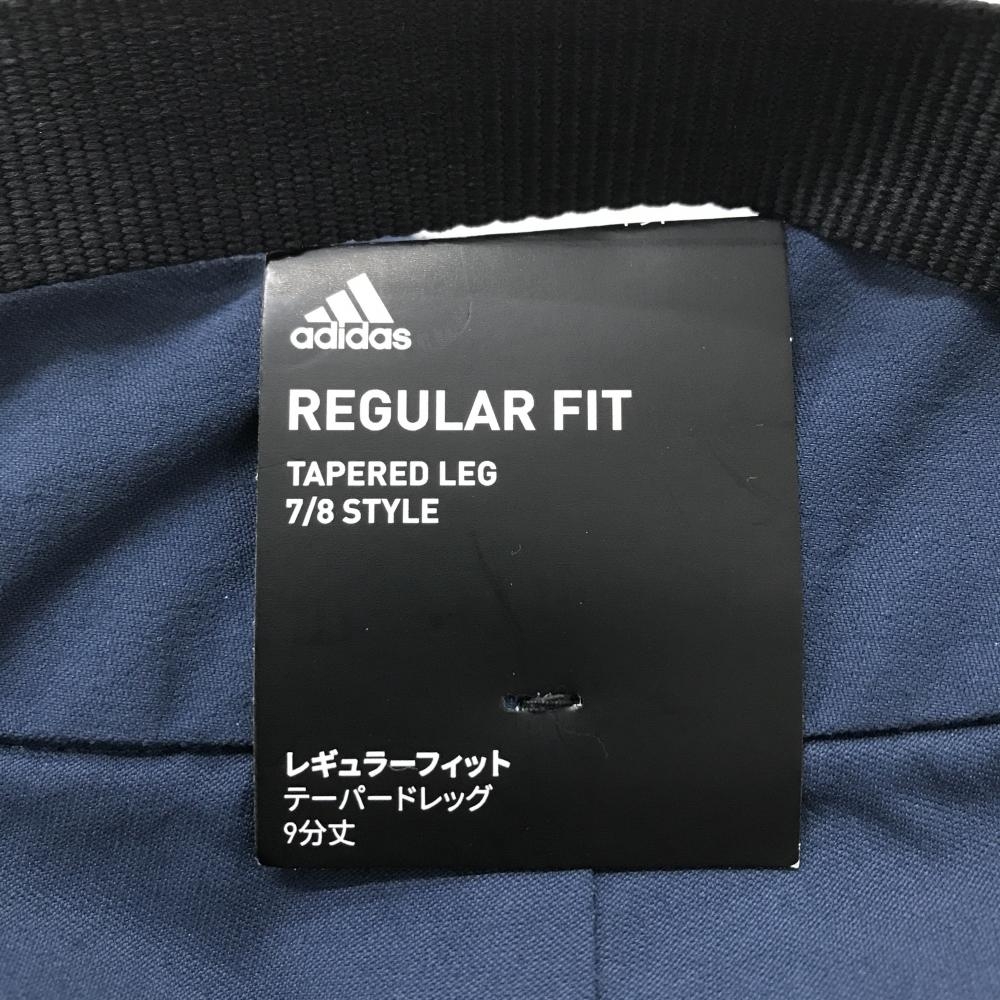 adidas
REGULAR FIT
TAPERED LEG
7/8 STYLE
レギュラーフィット
テーパードレッグ
9分丈